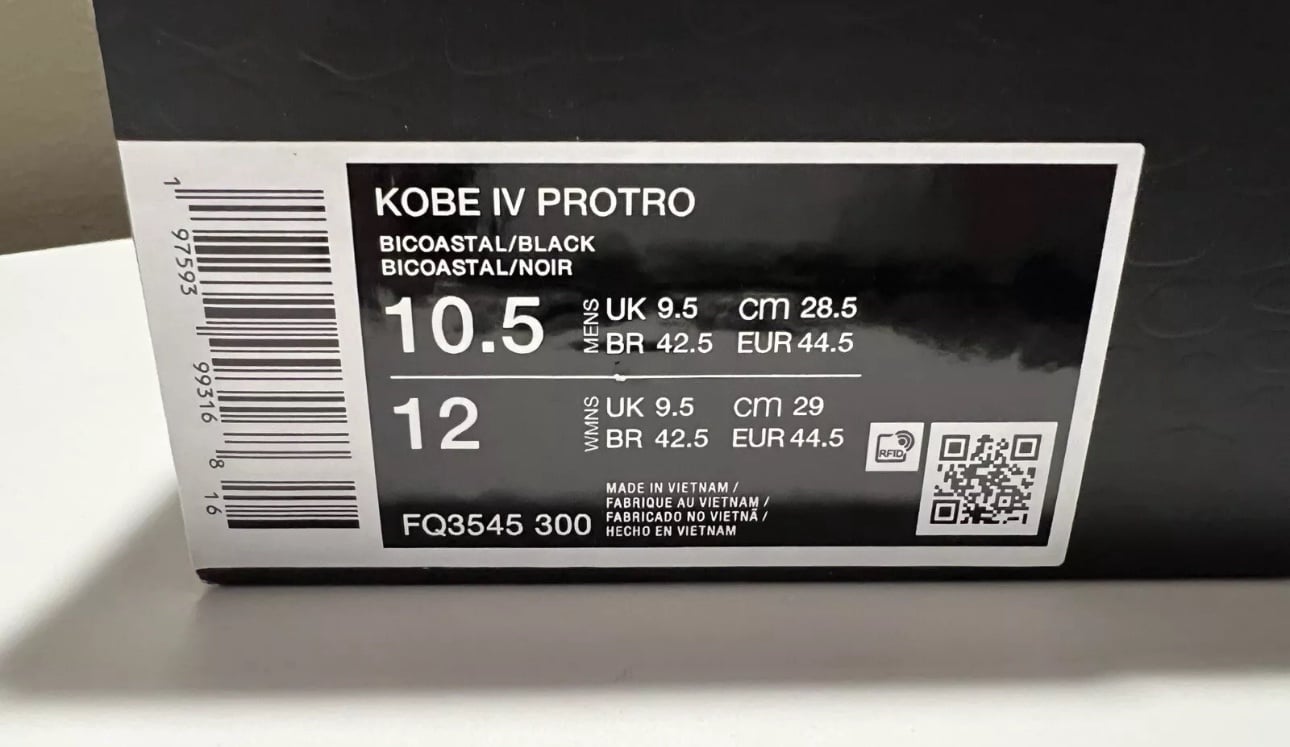 KOBE IV PROTRO
BICOASTAL/BLACK
BICOASTAL/NOIR
10.5 MENS UK 9.5 cm 28.5
BR 42.5 EUR 44.5
12 WMNS UK 9.5 cm 29
BR 42.5 EUR 44.5
RFID
MADE IN VIETNAM /
FABRIQUE AU VIETNAM /
FABRICADO NO VIETNÃ /
HECHO EN VIETNAM
FQ3545 300
1 97593 99316 8 16